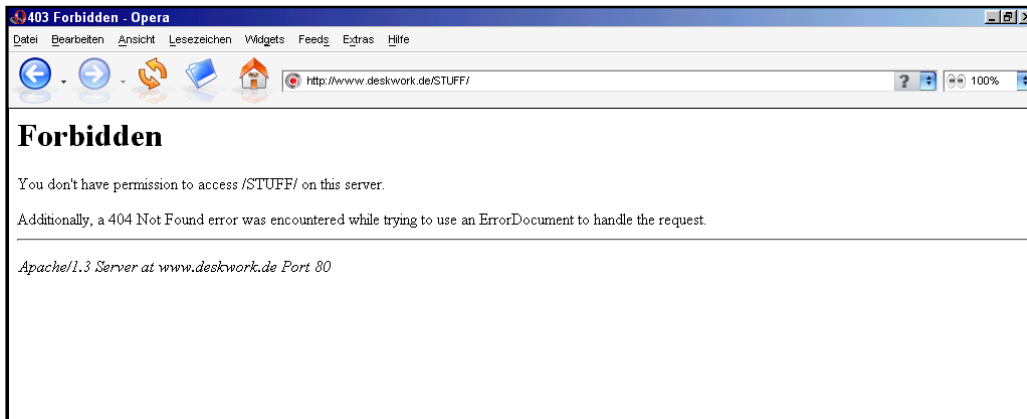 403 Forbidden - Opera
Datei Bearbeiten Ansicht Lesezeichen Widgets Feeds Extras Hilfe
http://www.deskwork.de/STUFF/ ? 100%
Forbidden
You don't have permission to access /STUFF/ on this server.
Additionally, a 404 Not Found error was encountered while trying to use an ErrorDocument to handle the request.
Apache/1.3 Server at www.deskwork.de Port 80